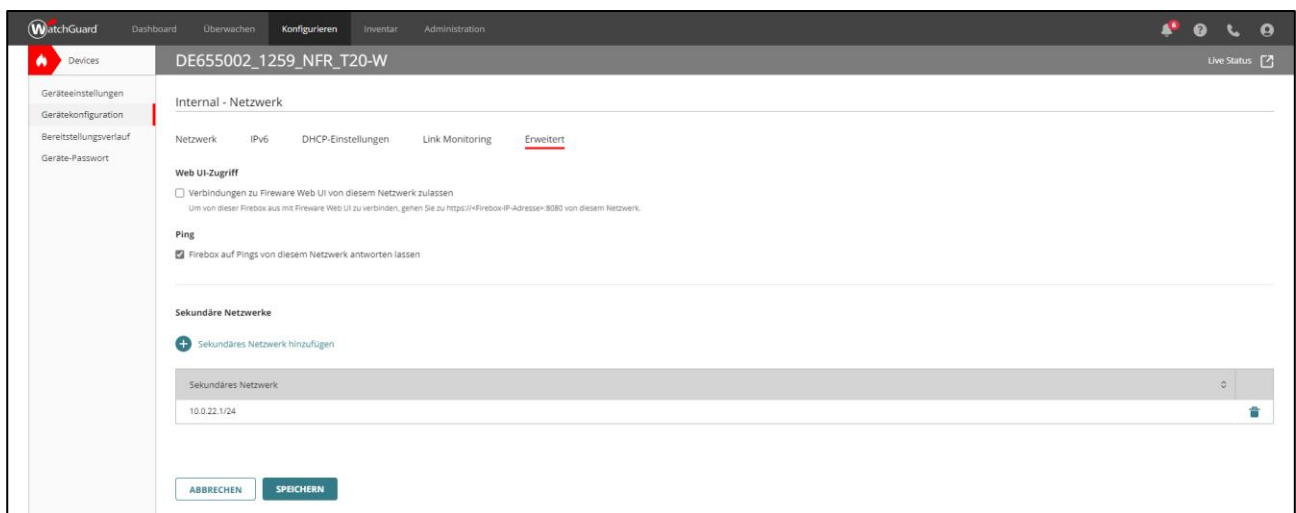 WatchGuard Dashboard Überwachen Konfigurieren Inventar Administration 6
Devices DE655002_1259_NFR_T20-W Live Status
Geräteeinstellungen
Gerätekonfiguration
Bereitstellungsverlauf
Geräte-Passwort
Internal - Netzwerk
Netzwerk IPv6 DHCP-Einstellungen Link Monitoring Erweitert
Web UI-Zugriff
Verbindungen zu Fireware Web UI von diesem Netzwerk zulassen
Um von dieser Firebox aus mit Fireware Web UI zu verbinden, gehen Sie zu https://<Firebox-IP-Adresse>:8080 von diesem Netzwerk.
Ping
Firebox auf Pings von diesem Netzwerk antworten lassen
Sekundäre Netzwerke
Sekundäres Netzwerk hinzufügen
Sekundäres Netzwerk
10.0.22.1/24
ABBRECHEN SPEICHERN